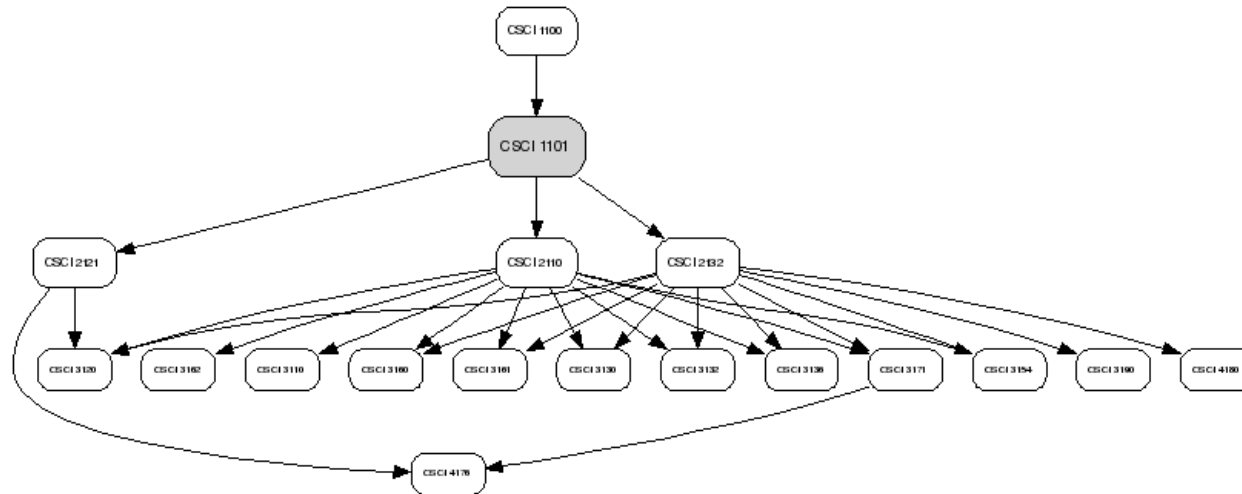 CSCI 1100
CSCI 1101
CSCI 2121
CSCI 2110
CSCI 2132
CSCI 3120
CSCI 3162
CSCI 3110
CSCI 3160
CSCI 3161
CSCI 3130
CSCI 3132
CSCI 3136
CSCI 3171
CSCI 3154
CSCI 3190
CSCI 4180
CSCI 4176